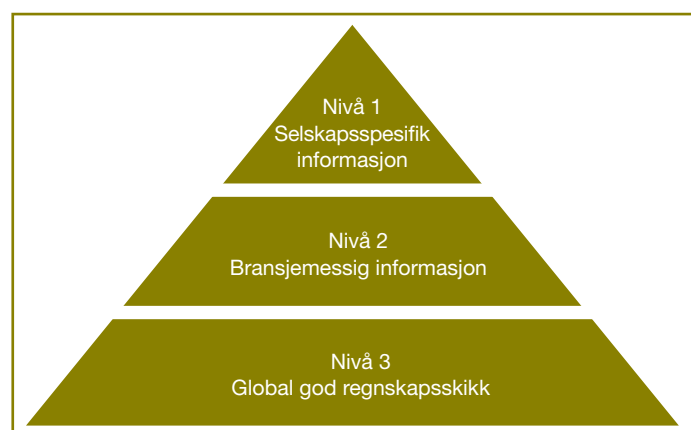 Nivå 1
Selskapsspesifik
informasjon
Nivå 2
Bransjemessig informasjon
Nivå 3
Global god regnskapsskikk